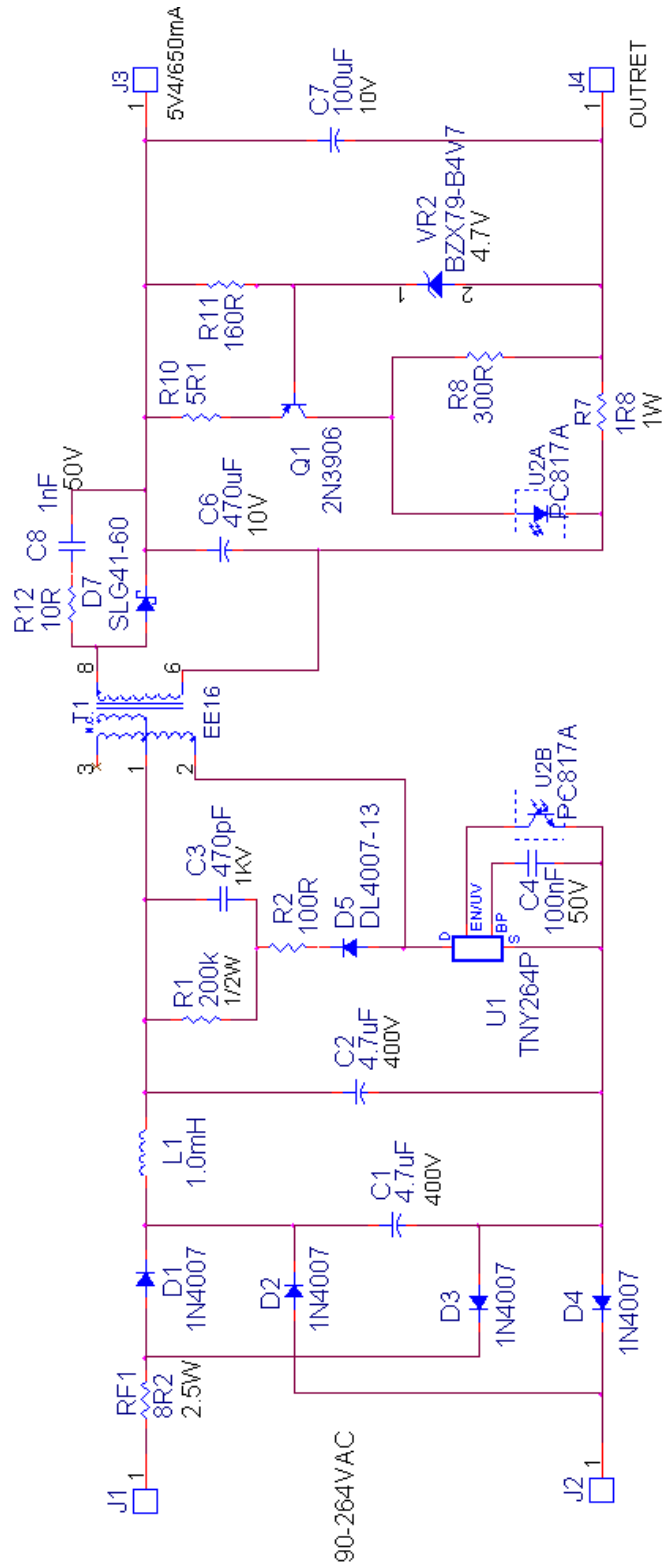 J1
1
RF1
8R2
2.5W
90-264VAC
J2
1
D1
1N4007
D2
1N4007
D3
1N4007
D4
1N4007
C1
4.7uF
400V
L1
1.0mH
C2
4.7uF
400V
R1
200k
1/2W
C3
470pF
1KV
R2
100R
D5
DL4007-13
U1
TNY264P
D
EN/UV
BP
S
C4
100nF
50V
U2B
PC817A
3
1
2
T1
8
6
EE16
R12
10R
C8
1nF
50V
D7
SLG41-60
C6
470uF
10V
R10
5R1
Q1
2N3906
R11
160R
U2A
PC817A
R8
300R
R7
1R8
1W
VR2
BZX79-B4V7
4.7V
1
2
C7
100uF
10V
J3
1
5V4/650mA
J4
1
OUTRET